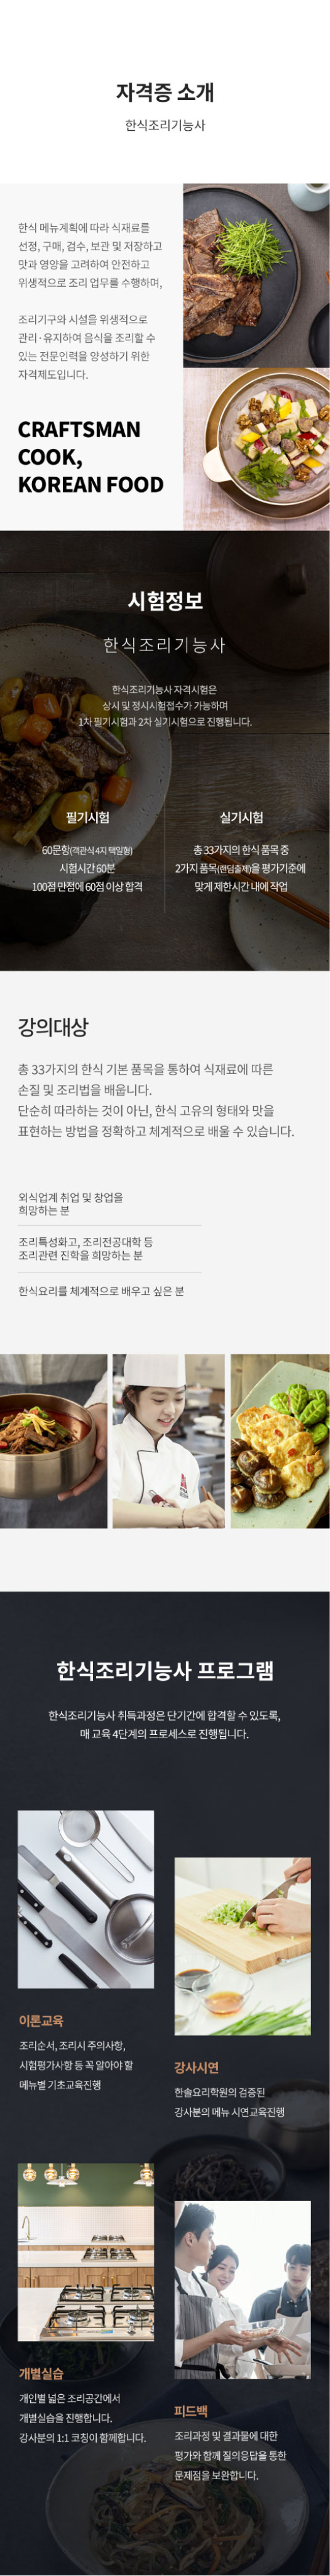 자격증 소개
한식조리기능사
한식 메뉴계획에 따라 식재료를
선정, 구매, 검수, 보관 및 저장하고
맛과 영양을 고려하여 안전하고
위생적으로 조리 업무를 수행하며,
조리기구와 시설을 위생적으로
관리·유지하여 음식을 조리할 수
있는 전문인력을 양성하기 위한
자격제도입니다.
CRAFTSMAN
COOK,
KOREAN FOOD
시험정보
한식조리기능사
한식조리기능사 자격시험은
상시 및 정시시험접수가 가능하며
1차 필기시험과 2차 실기시험으로 진행됩니다.
필기시험
60문항(객관식 4지 택일형)
시험시간 60분
100점 만점에 60점 이상 합격
실기시험
총 33가지의 한식 품목 중
2가지 품목(랜덤출제)을 평가기준에
맞게 제한시간 내에 작업
강의대상
총 33가지의 한식 기본 품목을 통하여 식재료에 따른
손질 및 조리법을 배웁니다.
단순히 따라하는 것이 아닌, 한식 고유의 형태와 맛을
표현하는 방법을 정확하고 체계적으로 배울 수 있습니다.
외식업계 취업 및 창업을
희망하는 분
조리특성화고, 조리전공대학 등
조리관련 진학을 희망하는 분
한식요리를 체계적으로 배우고 싶은 분
한식조리기능사 프로그램
한식조리기능사 취득과정은 단기간에 합격할 수 있도록,
매 교육 4단계의 프로세스로 진행됩니다.
이론교육
조리순서, 조리시 주의사항,
시험평가사항 등 꼭 알아야 할
메뉴별 기초교육진행
강사시연
한솔요리학원의 검증된
강사분의 메뉴 시연교육진행
개별실습
개인별 넓은 조리공간에서
개별실습을 진행합니다.
강사분의 1:1 코칭이 함께합니다.
피드백
조리과정 및 결과물에 대한
평가와 함께 질의응답을 통한
문제점을 보완합니다.